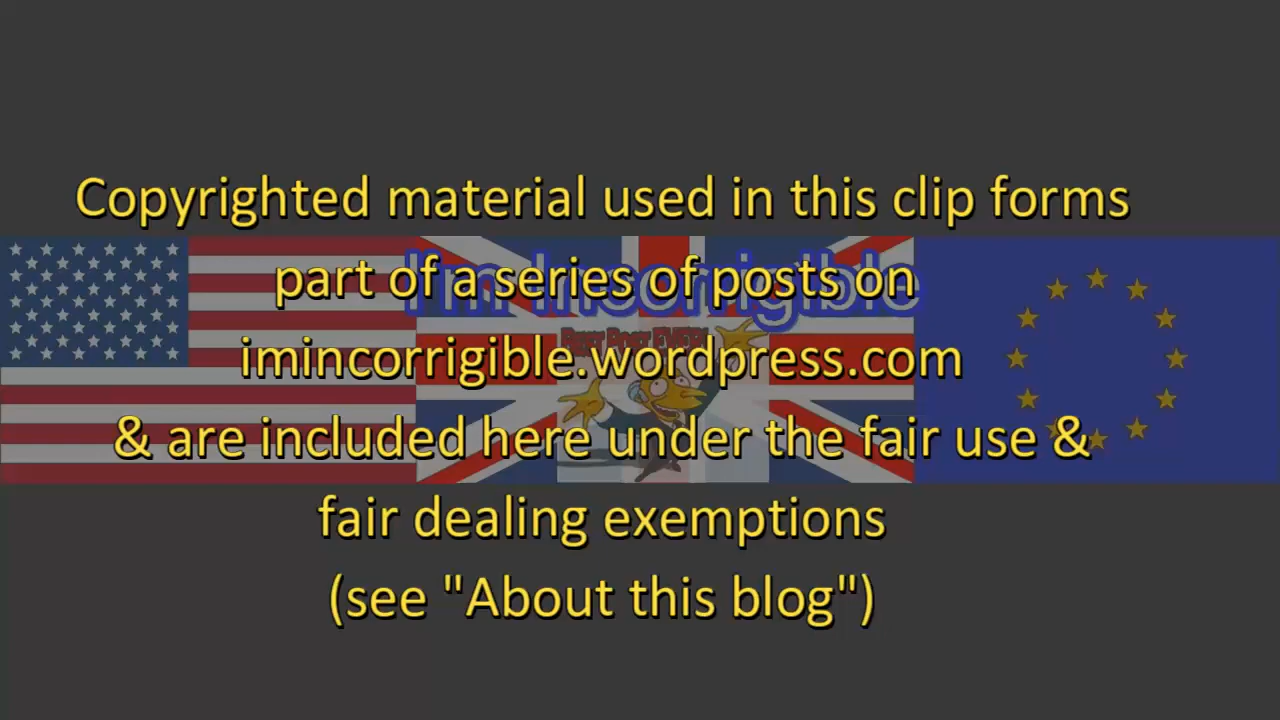 Copyrighted material used in this clip forms
part of a series of posts on
I'm Incorrigible
imincorrigible.wordpress.com
& are included here under the fair use &
fair dealing exemptions
(see "About this blog")